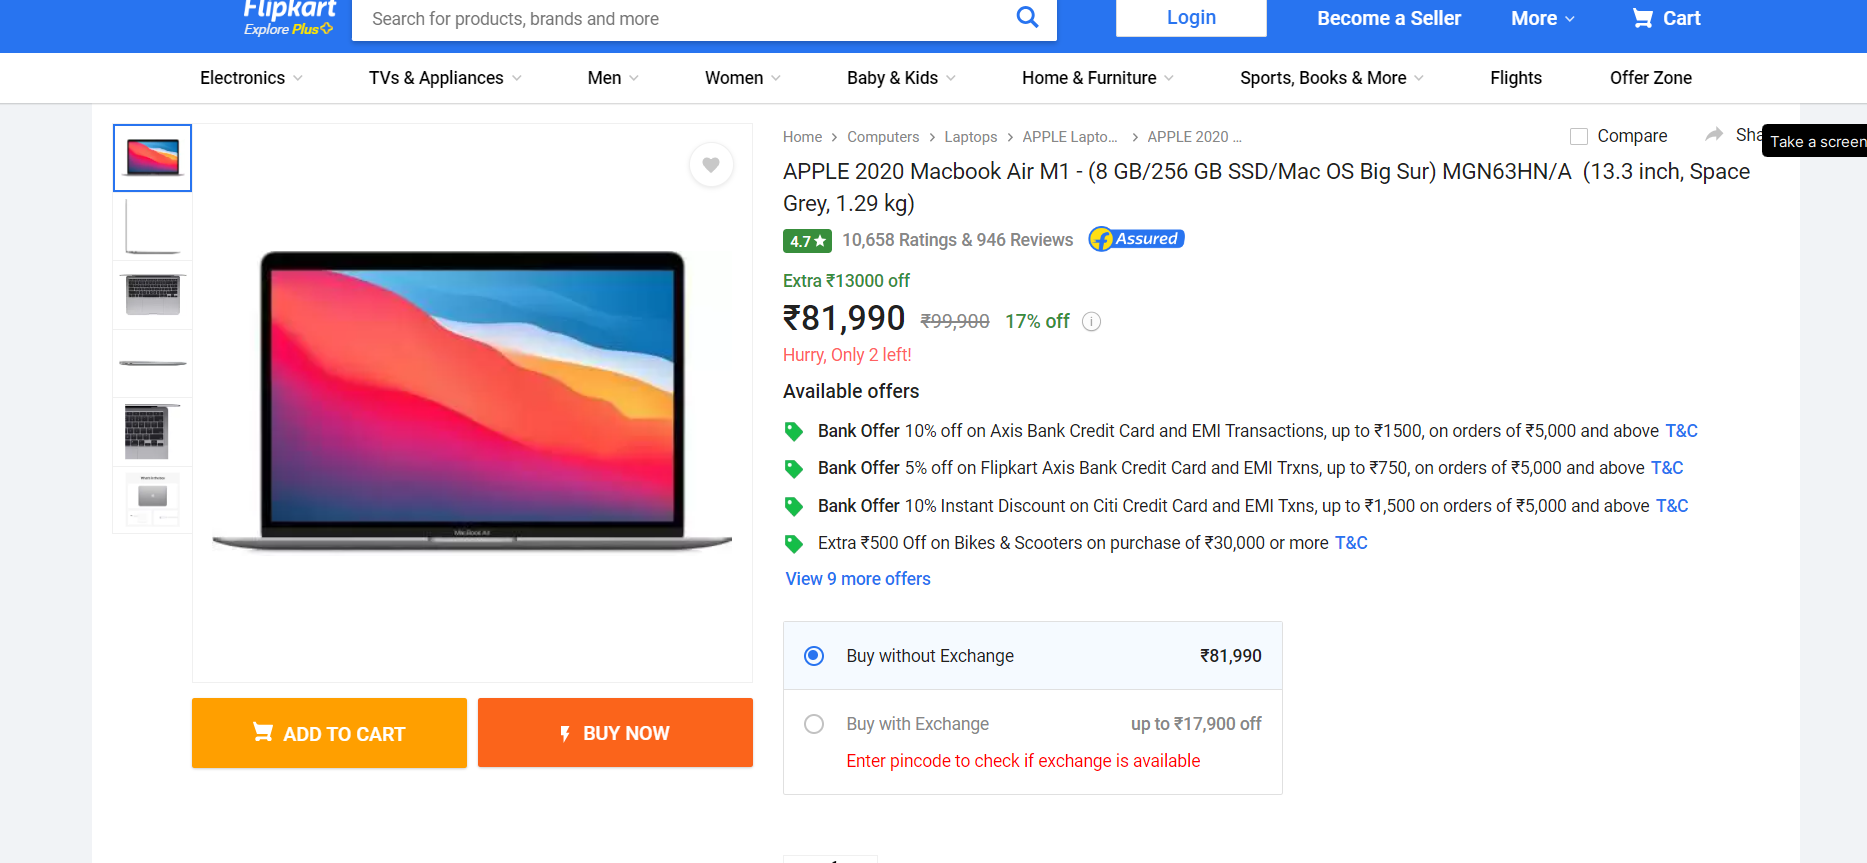 Flipkart
Explore Plus
Search for products, brands and more
Login
Become a Seller
More
Cart
Electronics
TVs & Appliances
Men
Women
Baby & Kids
Home & Furniture
Sports, Books & More
Flights
Offer Zone
Home > Computers > Laptops > APPLE Lapto... > APPLE 2020 ...
Compare
Sha
Take a screen
APPLE 2020 Macbook Air M1 - (8 GB/256 GB SSD/Mac OS Big Sur) MGN63HN/A (13.3 inch, Space
Grey, 1.29 kg)
4.7★ 10,658 Ratings & 946 Reviews Assured
Extra ₹13000 off
₹81,990 ₹99,900 17% off
Hurry, Only 2 left!
Available offers
Bank Offer 10% off on Axis Bank Credit Card and EMI Transactions, up to ₹1500, on orders of ₹5,000 and above T&C
Bank Offer 5% off on Flipkart Axis Bank Credit Card and EMI Trxns, up to ₹750, on orders of ₹5,000 and above T&C
Bank Offer 10% Instant Discount on Citi Credit Card and EMI Txns, up to ₹1,500 on orders of ₹5,000 and above T&C
Extra ₹500 Off on Bikes & Scooters on purchase of ₹30,000 or more T&C
View 9 more offers
Buy without Exchange ₹81,990
Buy with Exchange up to ₹17,900 off
Enter pincode to check if exchange is available
MacBook Air
ADD TO CART
BUY NOW